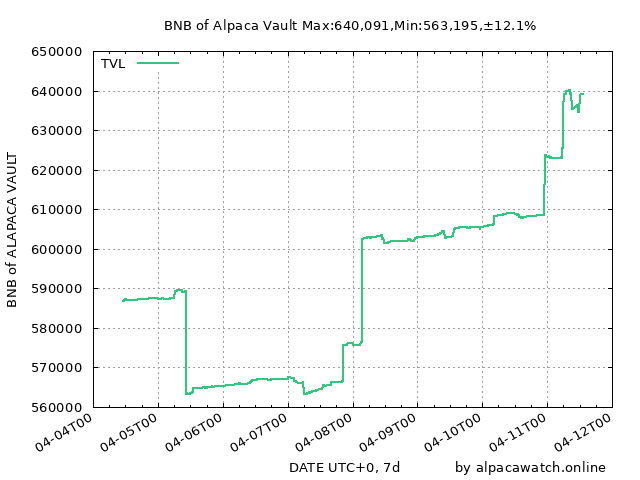 BNB of Alpaca Vault Max:640,091,Min:563,195,±12.1%
TVL
650000
640000
630000
620000
610000
600000
590000
580000
570000
560000
BNB of ALAPACA VAULT
04-04T00
04-05T00
04-06T00
04-07T00
04-08T00
04-09T00
04-10T00
04-11T00
04-12T00
DATE UTC+0, 7d
by alpacawatch.online